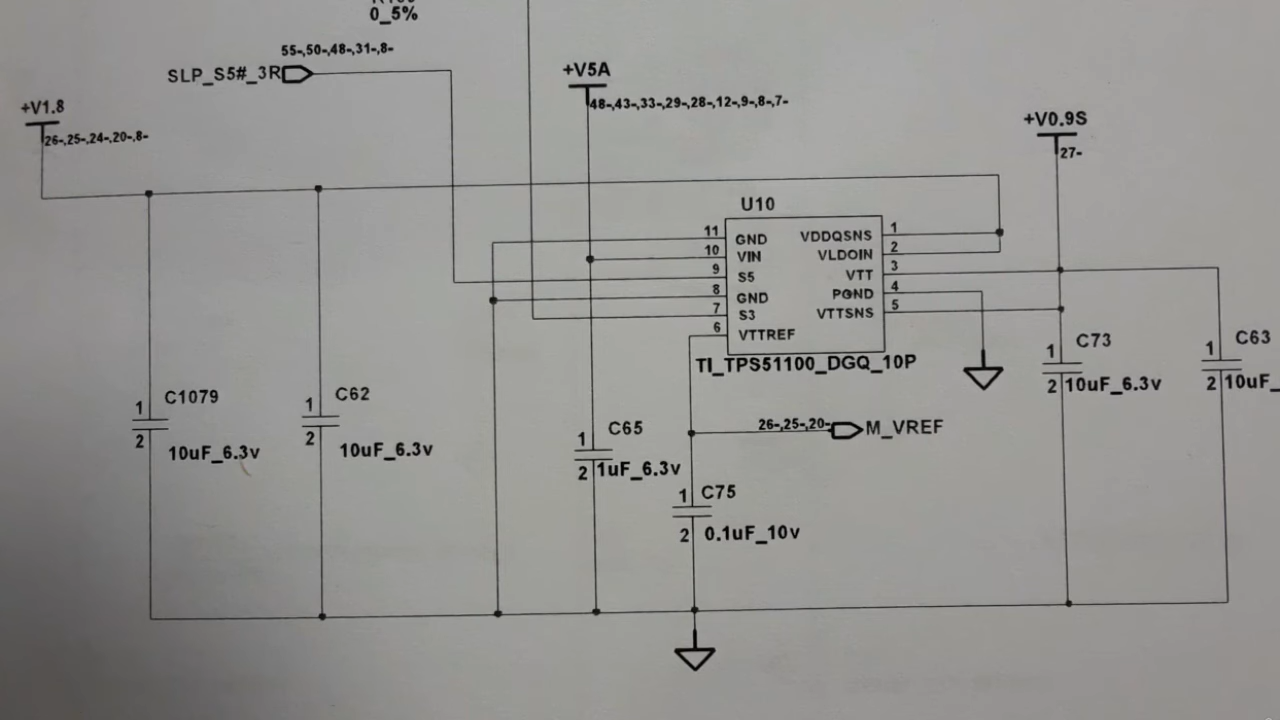 0_5%
55-,50-,48-,31-,8-
SLP_S5#_3R
+V5A
48-,43-,33-,29-,28-,12-,9-,8-,7-
+V1.8
26-,25-,24-,20-,8-
+V0.9S
27-
U10
11 GND VDDQSNS 1
10 VIN VLDOIN 2
9 S5 VTT 3
8 GND PGND 4
7 S3 VTTSNS 5
6 VTTREF
TI_TPS51100_DGQ_10P
1 C73
2 10uF_6.3v
1 C63
2 10uF_
1 C1079
2 10uF_6.3v
1 C62
2 10uF_6.3v
1 C65
2 1uF_6.3v
26-,25-,20- M_VREF
1 C75
2 0.1uF_10v